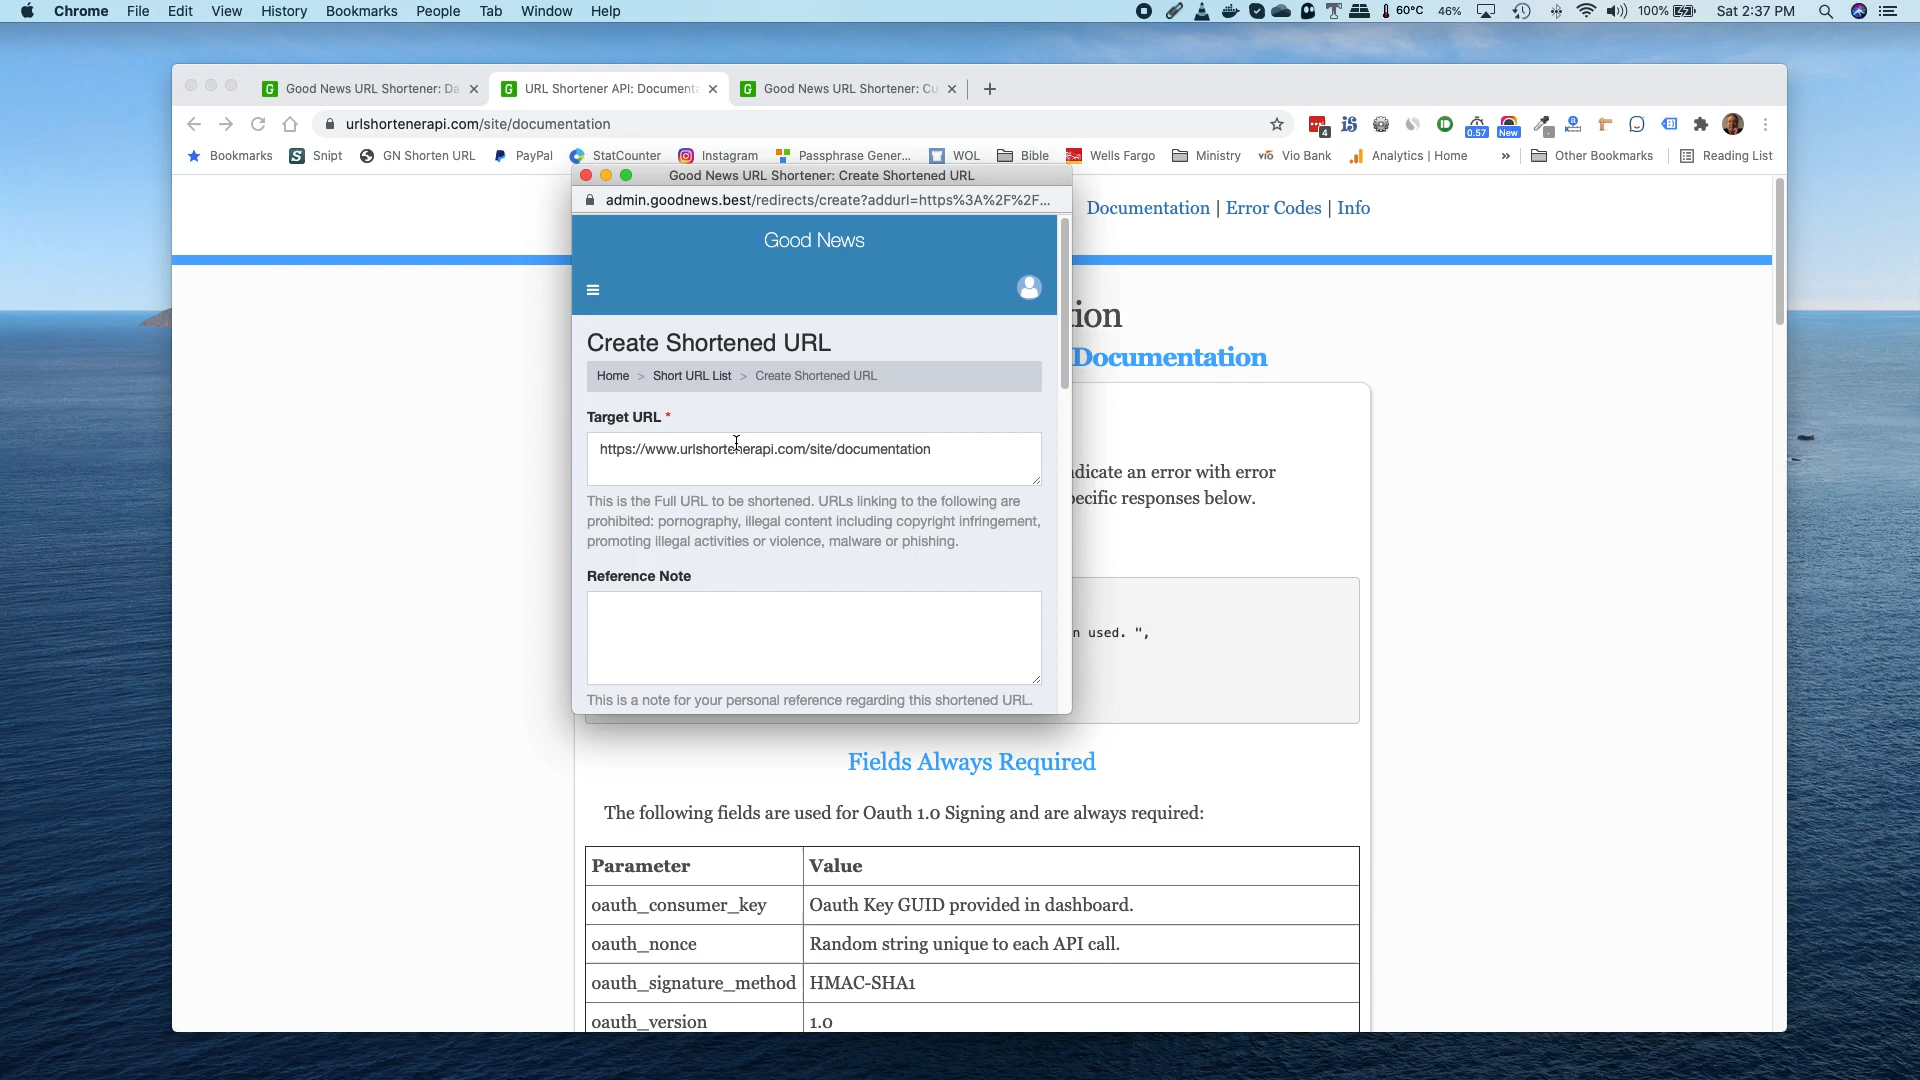 Chrome File Edit View History Bookmarks People Tab Window Help 60°C 46% 100% Sat 2:37 PM
Good News URL Shortener: Da URL Shortener API: Documenta Good News URL Shortener: Cu
urlshortenerapi.com/site/documentation 4 0.57 New
Bookmarks Snipt GN Shorten URL PayPal StatCounter Instagram Passphrase Gener... WOL Bible Wells Fargo Ministry vio Vio Bank Analytics | Home » Other Bookmarks Reading List
Good News URL Shortener: Create Shortened URL
admin.goodnews.best/redirects/create?addurl=https%3A%2F%2F...
Documentation | Error Codes | Info
Good News
Create Shortened URL
Home > Short URL List > Create Shortened URL
Target URL *
https://www.urlshortenerapi.com/site/documentation
This is the Full URL to be shortened. URLs linking to the following are
prohibited: pornography, illegal content including copyright infringement,
promoting illegal activities or violence, malware or phishing.
Reference Note
This is a note for your personal reference regarding this shortened URL.
ion
Documentation
ndicate an error with error
pecific responses below.
n used. ",
Fields Always Required
The following fields are used for Oauth 1.0 Signing and are always required:
Parameter Value
oauth_consumer_key Oauth Key GUID provided in dashboard.
oauth_nonce Random string unique to each API call.
oauth_signature_method HMAC-SHA1
oauth_version 1.0